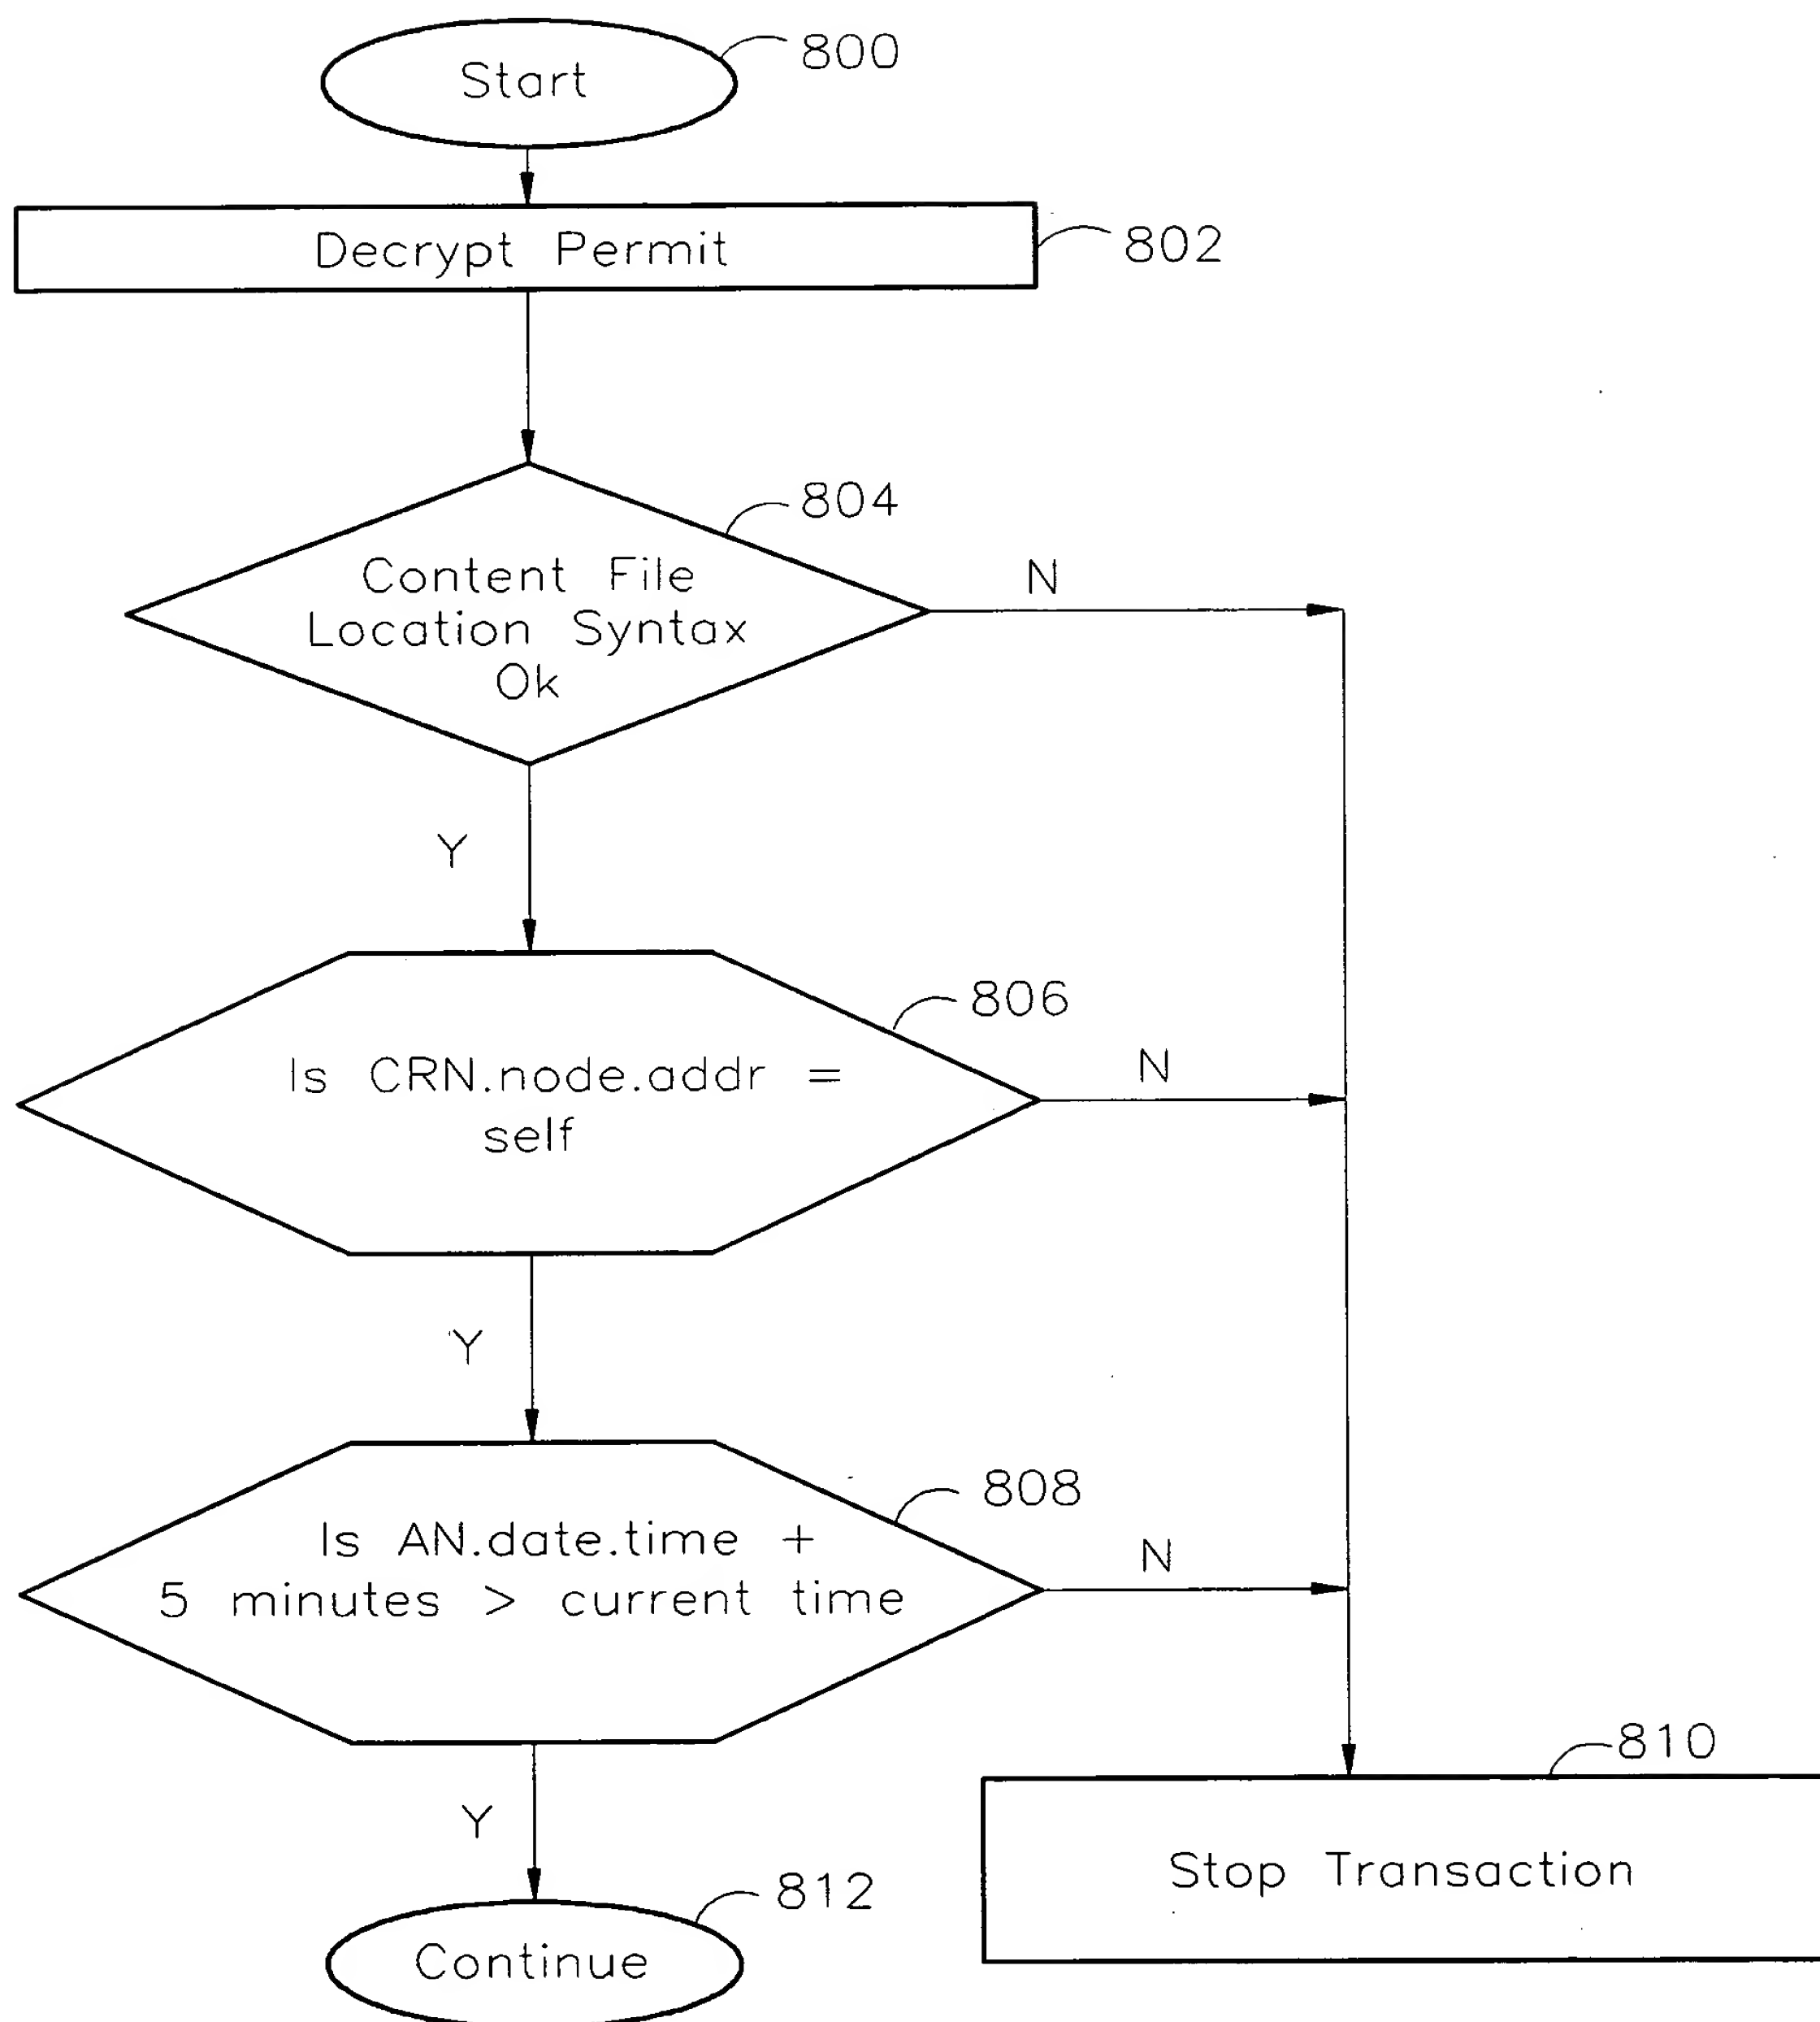 800
Start
Decrypt Permit
802
804
Content File
Location Syntax
Ok
N
Y
806
Is CRN.node.addr =
self
N
Y
808
Is AN.date.time +
5 minutes > current time
N
Y
810
Stop Transaction
812
Continue